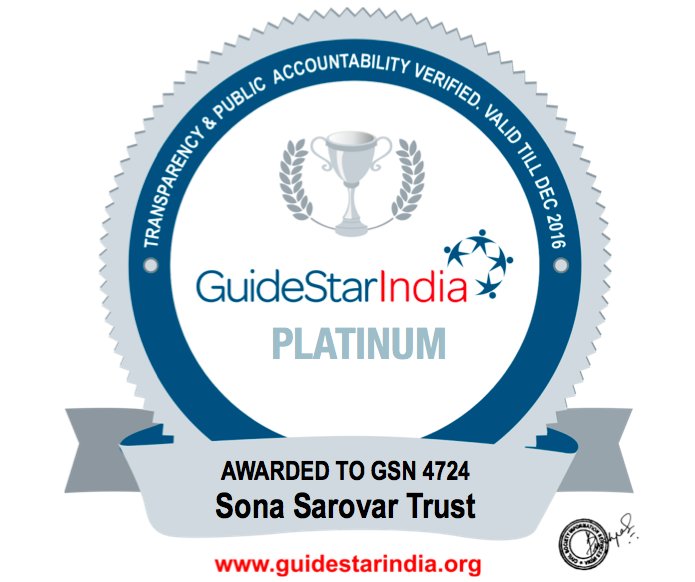 TRANSPARENCY & PUBLIC ACCOUNTABILITY VERIFIED. VALID TILL DEC 2016
GuideStarIndia
PLATINUM
AWARDED TO GSN 4724
Sona Sarovar Trust
www.guidestarindia.org